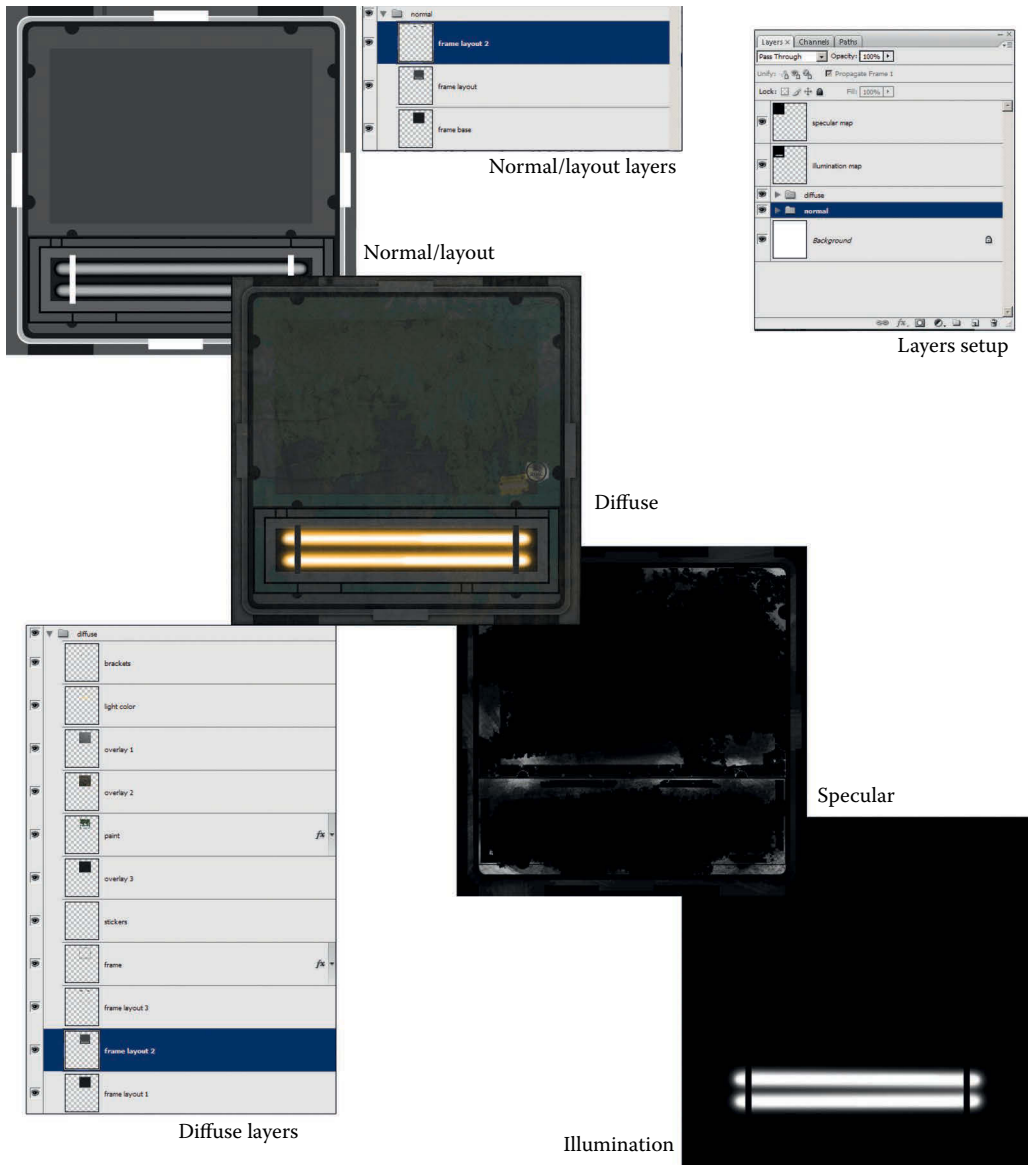 normal
frame layout 2
frame layout
frame base
Normal/layout layers
Normal/layout
Layers × Channels Paths
Pass Through Opacity: 100%
Unify: Propagate Frame 1
Lock: Fill: 100%
specular map
illumination map
diffuse
normal
Background
fx.
Layers setup
Diffuse
diffuse
brackets
light color
overlay 1
overlay 2
paint fx
overlay 3
stickers
frame fx
frame layout 3
frame layout 2
frame layout 1
Diffuse layers
Specular
Illumination